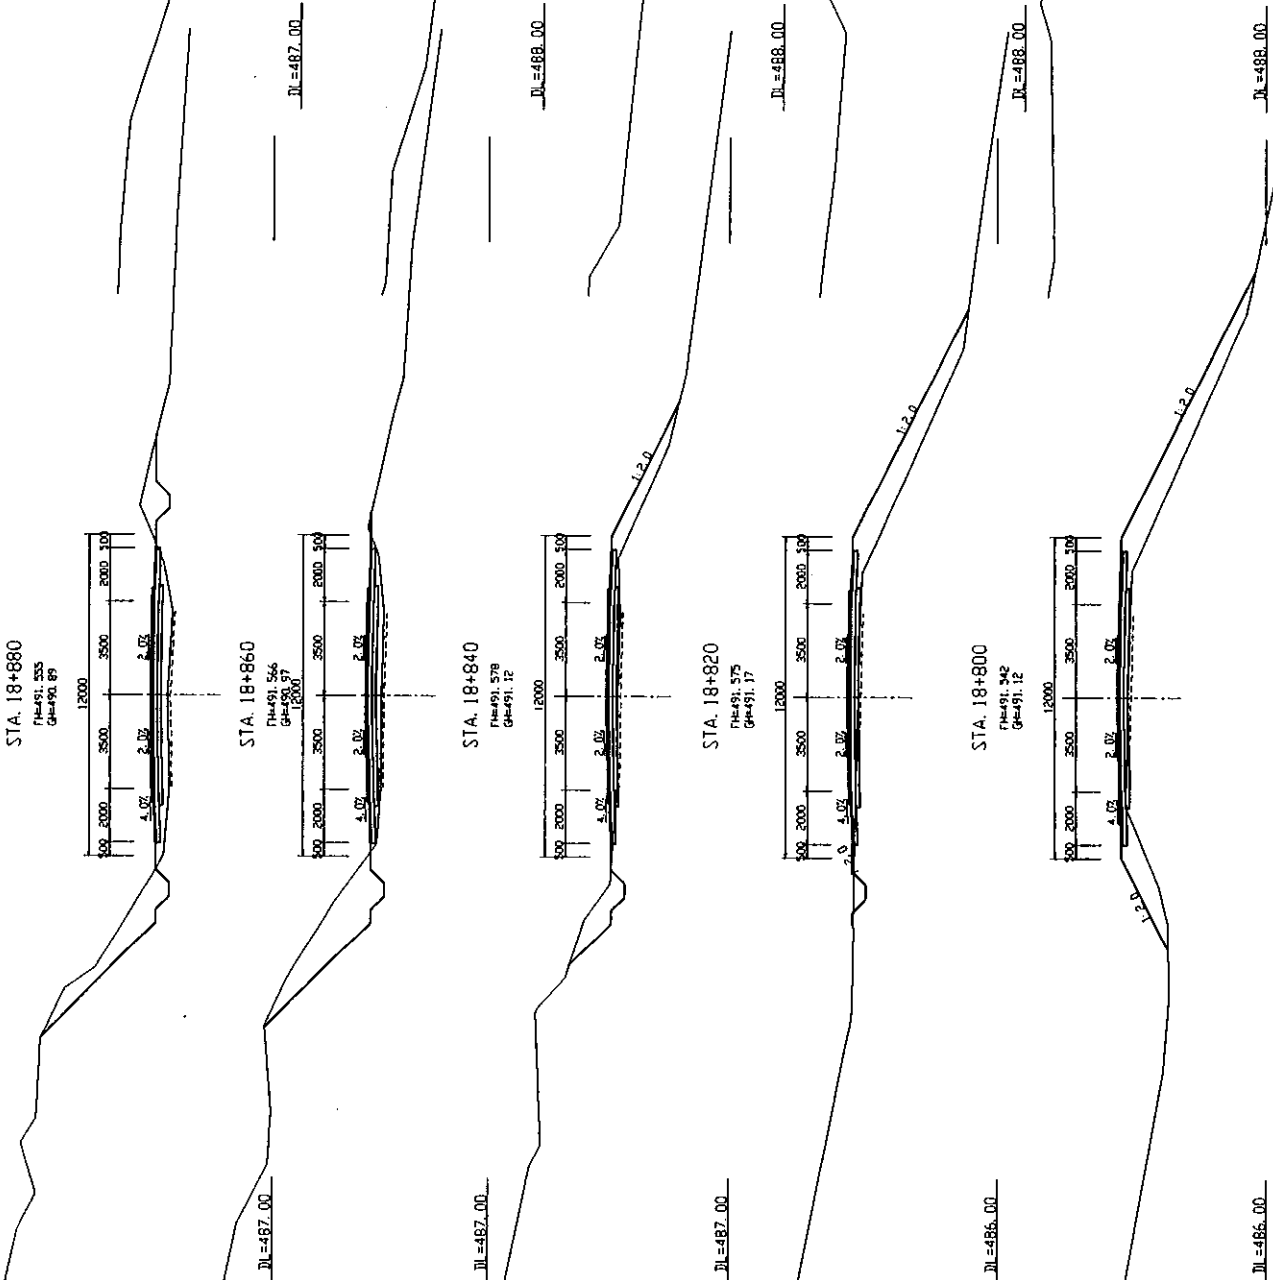 STA. 18+880
FH=491. 555
GH=490. 89
12000
500 2000 3500 3500 2000 500
4. 0% 2. 0% 2. 0%
DL=487. 00
STA. 18+860
FH=491. 566
GH=490. 97
12000
500 2000 3500 3500 2000 500
4. 0% 2. 0% 2. 0%
DL=487. 00
STA. 18+840
FH=491. 578
GH=491. 12
12000
500 2000 3500 3500 2000 500
4. 0% 2. 0% 2. 0%
1: 2. 0
DL=487. 00
STA. 18+820
FH=491. 575
GH=491. 17
12000
500 2000 3500 3500 2000 500
4. 0% 2. 0% 2. 0%
1: 2. 0
DL=486. 00
STA. 18+800
FH=491. 542
GH=491. 12
12000
500 2000 3500 3500 2000 500
4. 0% 2. 0% 2. 0%
1: 2. 0
1: 2. 0
DL=486. 00
DL=487. 00
DL=488. 00
DL=488. 00
DL=488. 00
DL=488. 00